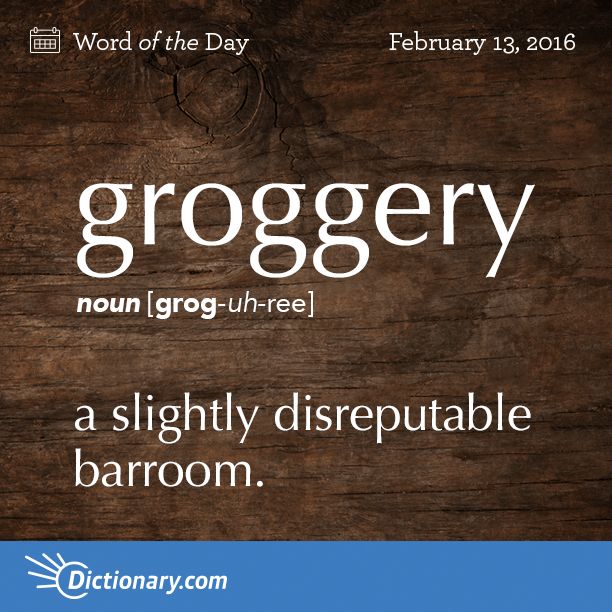 Word of the Day
February 13, 2016
groggery
noun [grog-uh-ree]
a slightly disreputable
barroom.
Dictionary.com